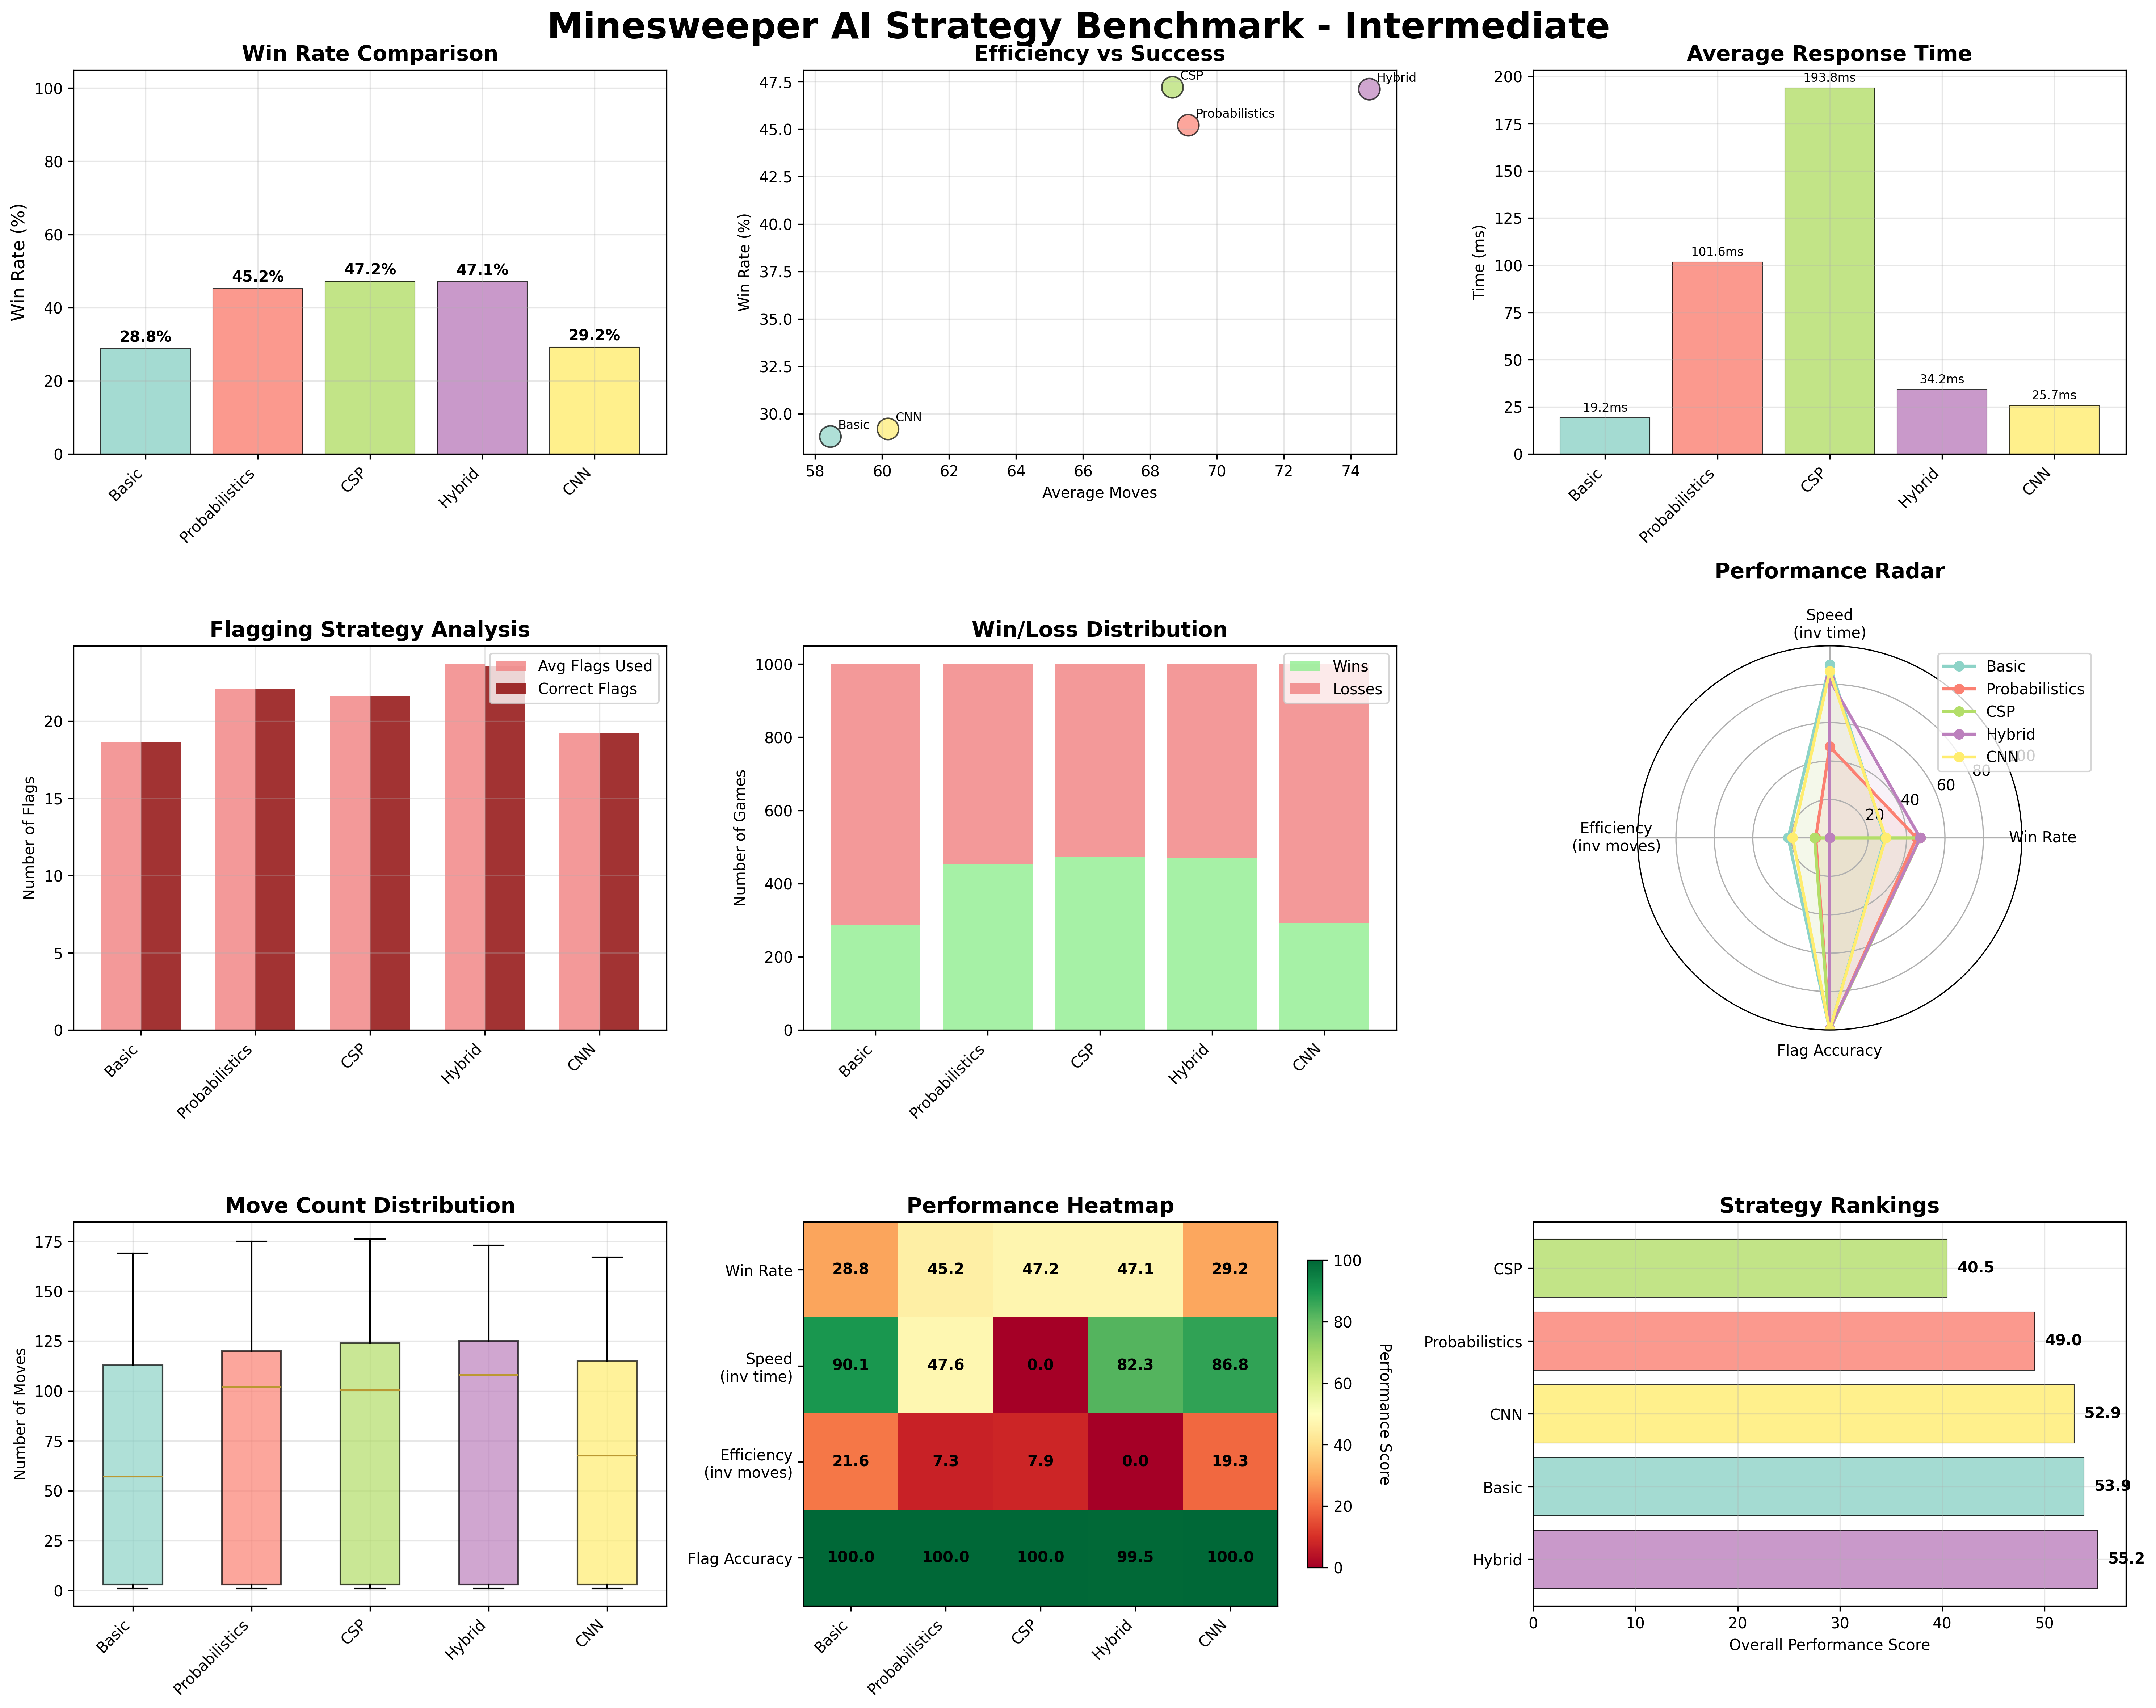 Minesweeper AI Strategy Benchmark - Intermediate
Win Rate Comparison
Win Rate (%)
100
80
60
40
20
0
28.8%
45.2%
47.2%
47.1%
29.2%
Basic
Probabilistics
CSP
Hybrid
CNN
Efficiency vs Success
Win Rate (%)
47.5
45.0
42.5
40.0
37.5
35.0
32.5
30.0
CSP
Hybrid
Probabilistics
Basic
CNN
58
60
62
64
66
68
70
72
74
Average Moves
Average Response Time
Time (ms)
200
175
150
125
100
75
50
25
0
19.2ms
101.6ms
193.8ms
34.2ms
25.7ms
Basic
Probabilistics
CSP
Hybrid
CNN
Flagging Strategy Analysis
Number of Flags
20
15
10
5
0
Avg Flags Used
Correct Flags
Basic
Probabilistics
CSP
Hybrid
CNN
Win/Loss Distribution
Number of Games
1000
800
600
400
200
0
Wins
Losses
Basic
Probabilistics
CSP
Hybrid
CNN
Performance Radar
Speed
(inv time)
Efficiency
(inv moves)
Win Rate
Flag Accuracy
20
40
60
80
Basic
Probabilistics
CSP
Hybrid
CNN
Move Count Distribution
Number of Moves
175
150
125
100
75
50
25
0
Basic
Probabilistics
CSP
Hybrid
CNN
Performance Heatmap
Win Rate
28.8 45.2 47.2 47.1 29.2
Speed
(inv time)
90.1 47.6 0.0 82.3 86.8
Efficiency
(inv moves)
21.6 7.3 7.9 0.0 19.3
Flag Accuracy
100.0 100.0 100.0 99.5 100.0
Basic
Probabilistics
CSP
Hybrid
CNN
100
80
60
40
20
0
Performance Score
Strategy Rankings
CSP
40.5
Probabilistics
49.0
CNN
52.9
Basic
53.9
Hybrid
55.2
0
10
20
30
40
50
Overall Performance Score